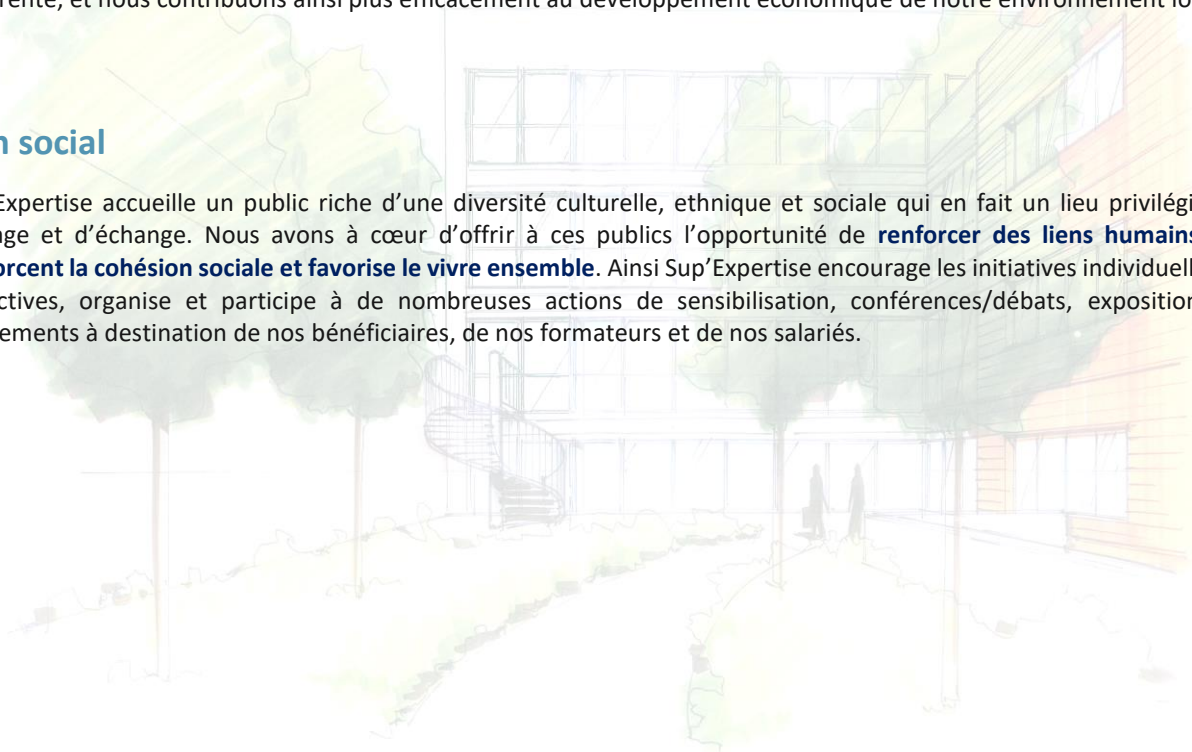 rente, et nous contribuons ainsi plus efficacement au développement économique de notre environnement lo
n social
Expertise accueille un public riche d'une diversité culturelle, ethnique et sociale qui en fait un lieu privilégi
age et d'échange. Nous avons à cœur d'offrir à ces publics l'opportunité de renforcer des liens humains
orcent la cohésion sociale et favorise le vivre ensemble. Ainsi Sup'Expertise encourage les initiatives individuell
ctives, organise et participe à de nombreuses actions de sensibilisation, conférences/débats, exposition
ements à destination de nos bénéficiaires, de nos formateurs et de nos salariés.